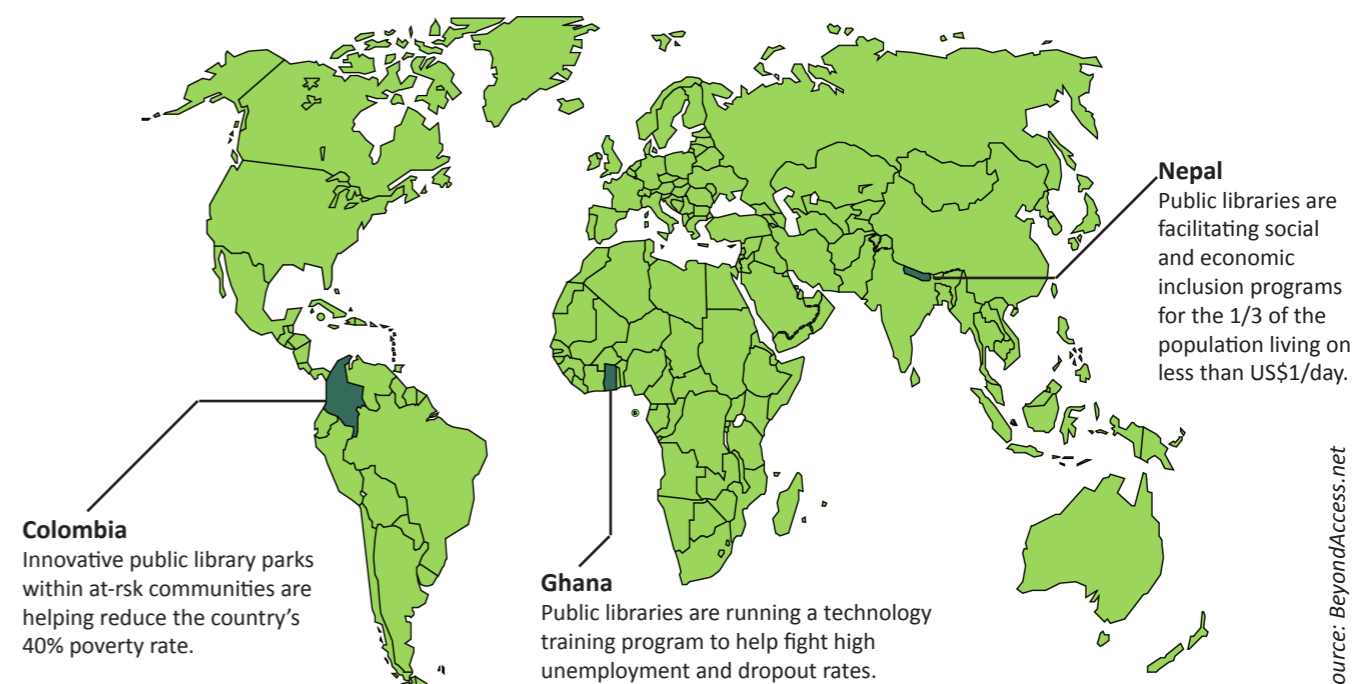 Nepal
Public libraries are
facilitating social
and economic
inclusion programs
for the 1/3 of the
population living on
less than US$1/day.
Colombia
Innovative public library parks
within at-rsk communities are
helping reduce the country's
40% poverty rate.
Ghana
Public libraries are running a technology
training program to help fight high
unemployment and dropout rates.
ource: BeyondAccess.net